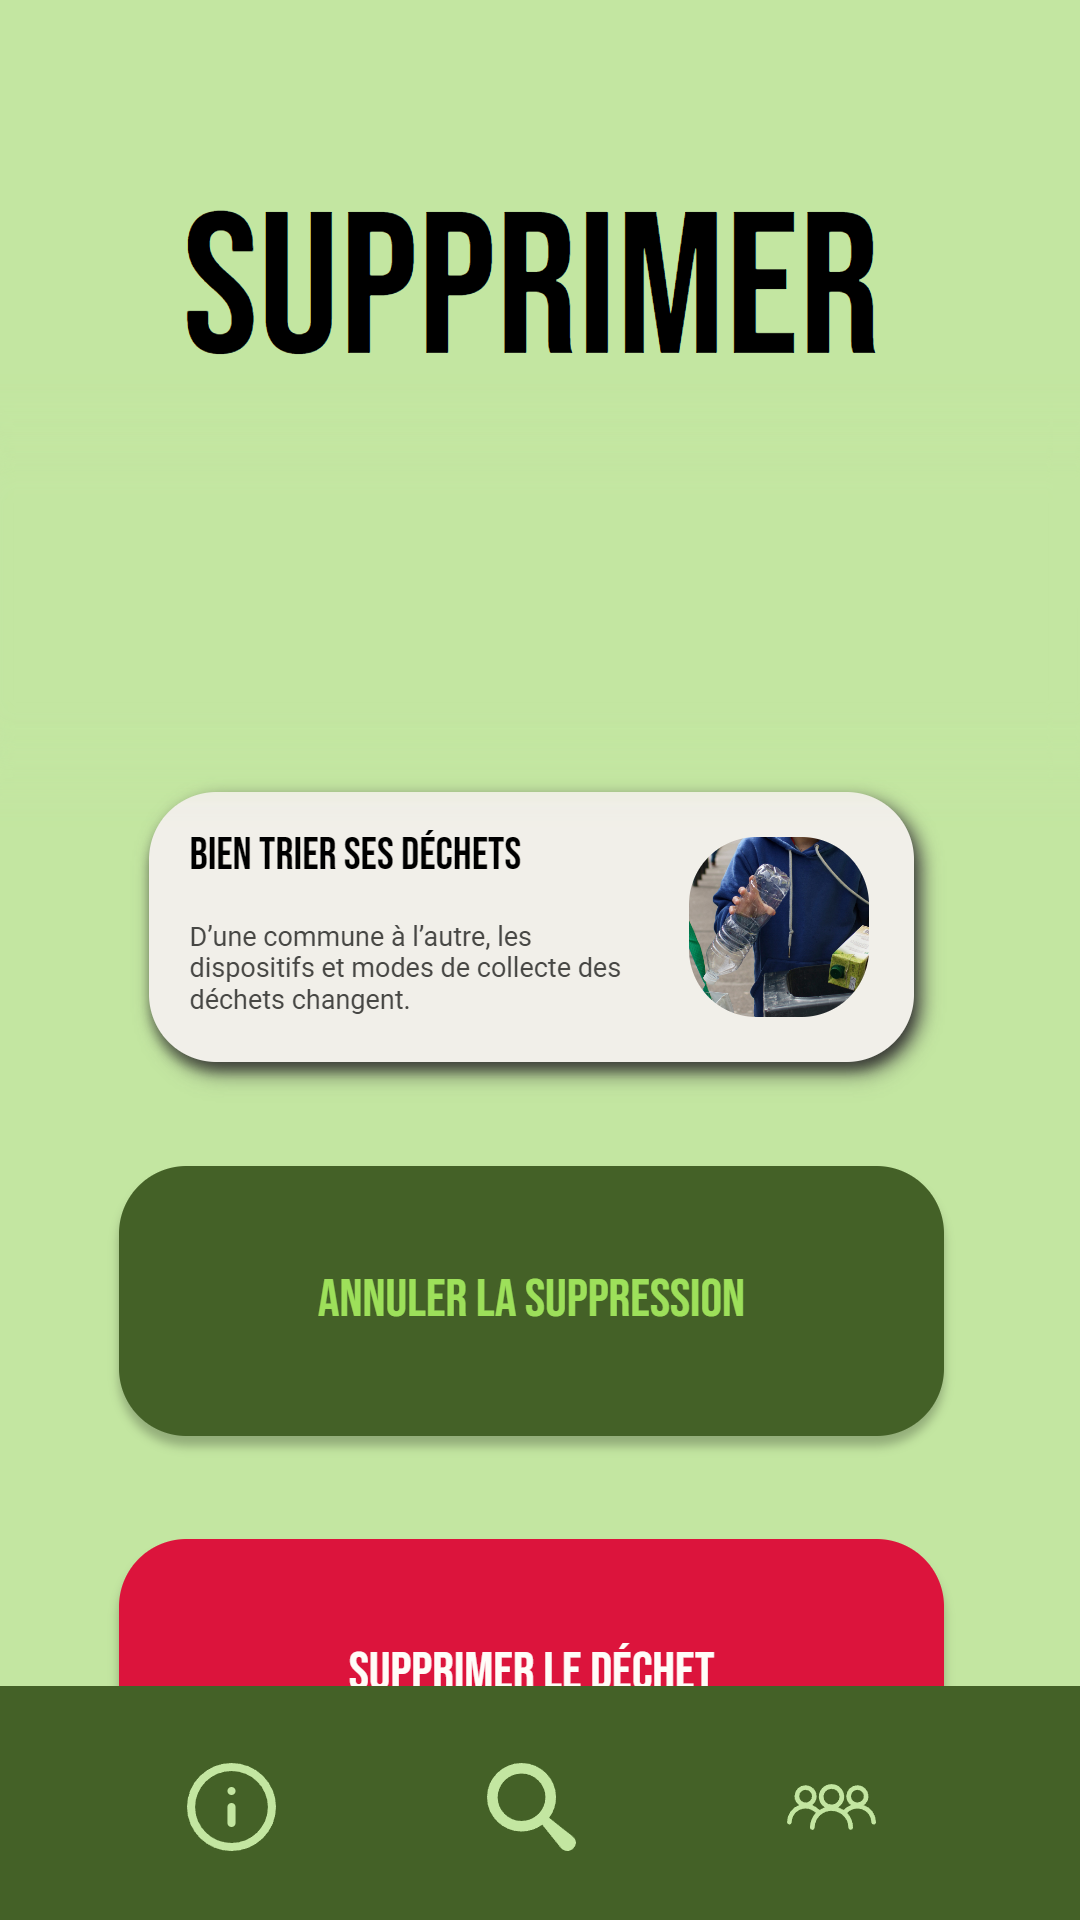 SUPPRIMER
BIEN TRIER SES DÉCHETS
D’une commune à l’autre, les
dispositifs et modes de collecte des
déchets changent.
ANNULER LA SUPPRESSION
SUPPRIMER LE DÉCHET